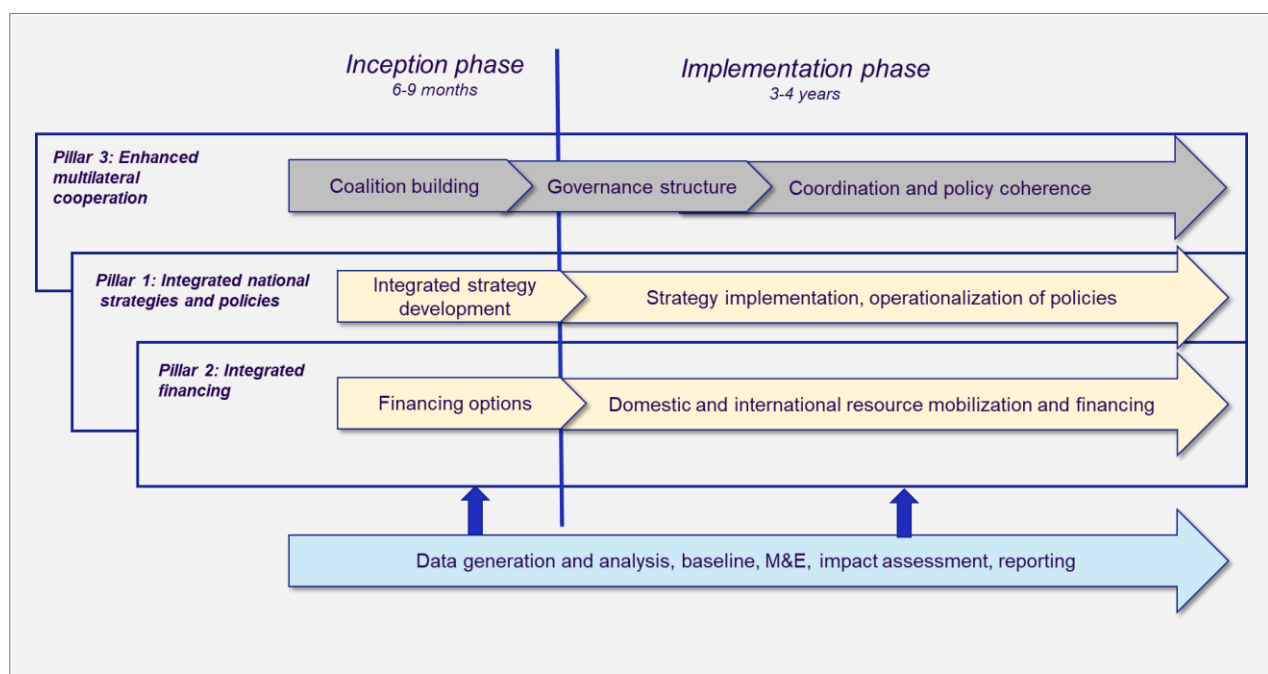 Inception phase
6-9 months
Implementation phase
3-4 years
Pillar 3: Enhanced
multilateral
cooperation
Coalition building
Governance structure
Coordination and policy coherence
Pillar 1: Integrated national
strategies and policies
Integrated strategy
development
Strategy implementation, operationalization of policies
Pillar 2: Integrated
financing
Financing options
Domestic and international resource mobilization and financing
Data generation and analysis, baseline, M&E, impact assessment, reporting